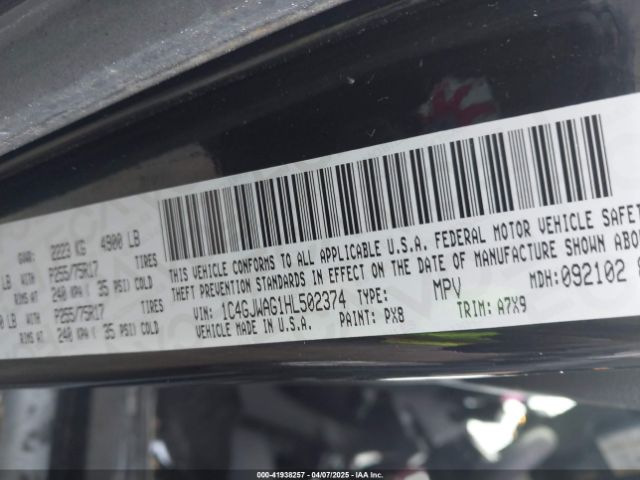 GVWR: 2223 KG 4900 LB
LB WITH P255/75R17 TIRES
RIMS AT 240 KPA ( 35 PSI) COLD
LB WITH P255/75R17 TIRES
RIMS AT 240 KPA ( 35 PSI) COLD
THIS VEHICLE CONFORMS TO ALL APPLICABLE U.S.A. FEDERAL MOTOR VEHICLE
THEFT PREVENTION STANDARDS IN EFFECT ON THE DATE OF MANUFACTURE SHOWN
VIN: 1C4GJWAG1HL502374 TYPE: MPV MDH: 092102
VEHICLE MADE IN U.S.A. PAINT: PX8 TRIM: A7X9
000-41938257 - 04/07/2025 - IAA Inc.